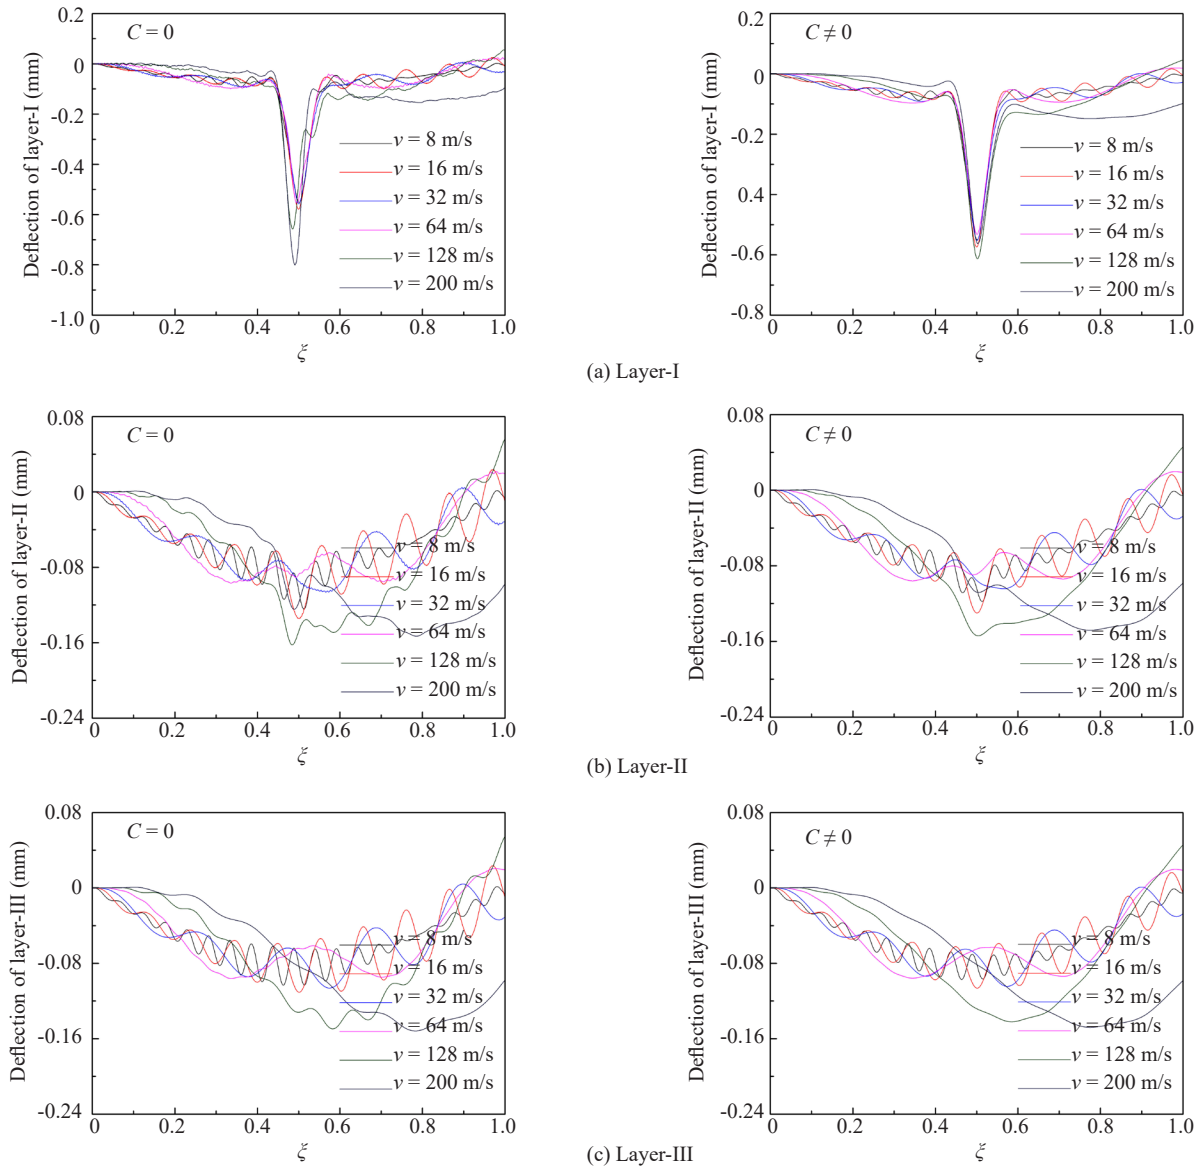 0.2
0
-0.2
-0.4
-0.6
-0.8
-1.0
Deflection of layer-I (mm)
C = 0
v = 8 m/s
v = 16 m/s
v = 32 m/s
v = 64 m/s
v = 128 m/s
v = 200 m/s
0 0.2 0.4 0.6 0.8 1.0
ξ
0.2
0
-0.2
-0.4
-0.6
-0.8
Deflection of layer-I (mm)
C ≠ 0
v = 8 m/s
v = 16 m/s
v = 32 m/s
v = 64 m/s
v = 128 m/s
v = 200 m/s
0 0.2 0.4 0.6 0.8 1.0
ξ
(a) Layer-I
0.08
0
-0.08
-0.16
-0.24
Deflection of layer-II (mm)
C = 0
v = 8 m/s
v = 16 m/s
v = 32 m/s
v = 64 m/s
v = 128 m/s
v = 200 m/s
0 0.2 0.4 0.6 0.8 1.0
ξ
0.08
0
-0.08
-0.16
-0.24
Deflection of layer-II (mm)
C ≠ 0
v = 8 m/s
v = 16 m/s
v = 32 m/s
v = 64 m/s
v = 128 m/s
v = 200 m/s
0 0.2 0.4 0.6 0.8 1.0
ξ
(b) Layer-II
0.08
0
-0.08
-0.16
-0.24
Deflection of layer-III (mm)
C = 0
v = 8 m/s
v = 16 m/s
v = 32 m/s
v = 64 m/s
v = 128 m/s
v = 200 m/s
0 0.2 0.4 0.6 0.8 1.0
ξ
0.08
0
-0.08
-0.16
-0.24
Deflection of layer-III (mm)
C ≠ 0
v = 8 m/s
v = 16 m/s
v = 32 m/s
v = 64 m/s
v = 128 m/s
v = 200 m/s
0 0.2 0.4 0.6 0.8 1.0
ξ
(c) Layer-III